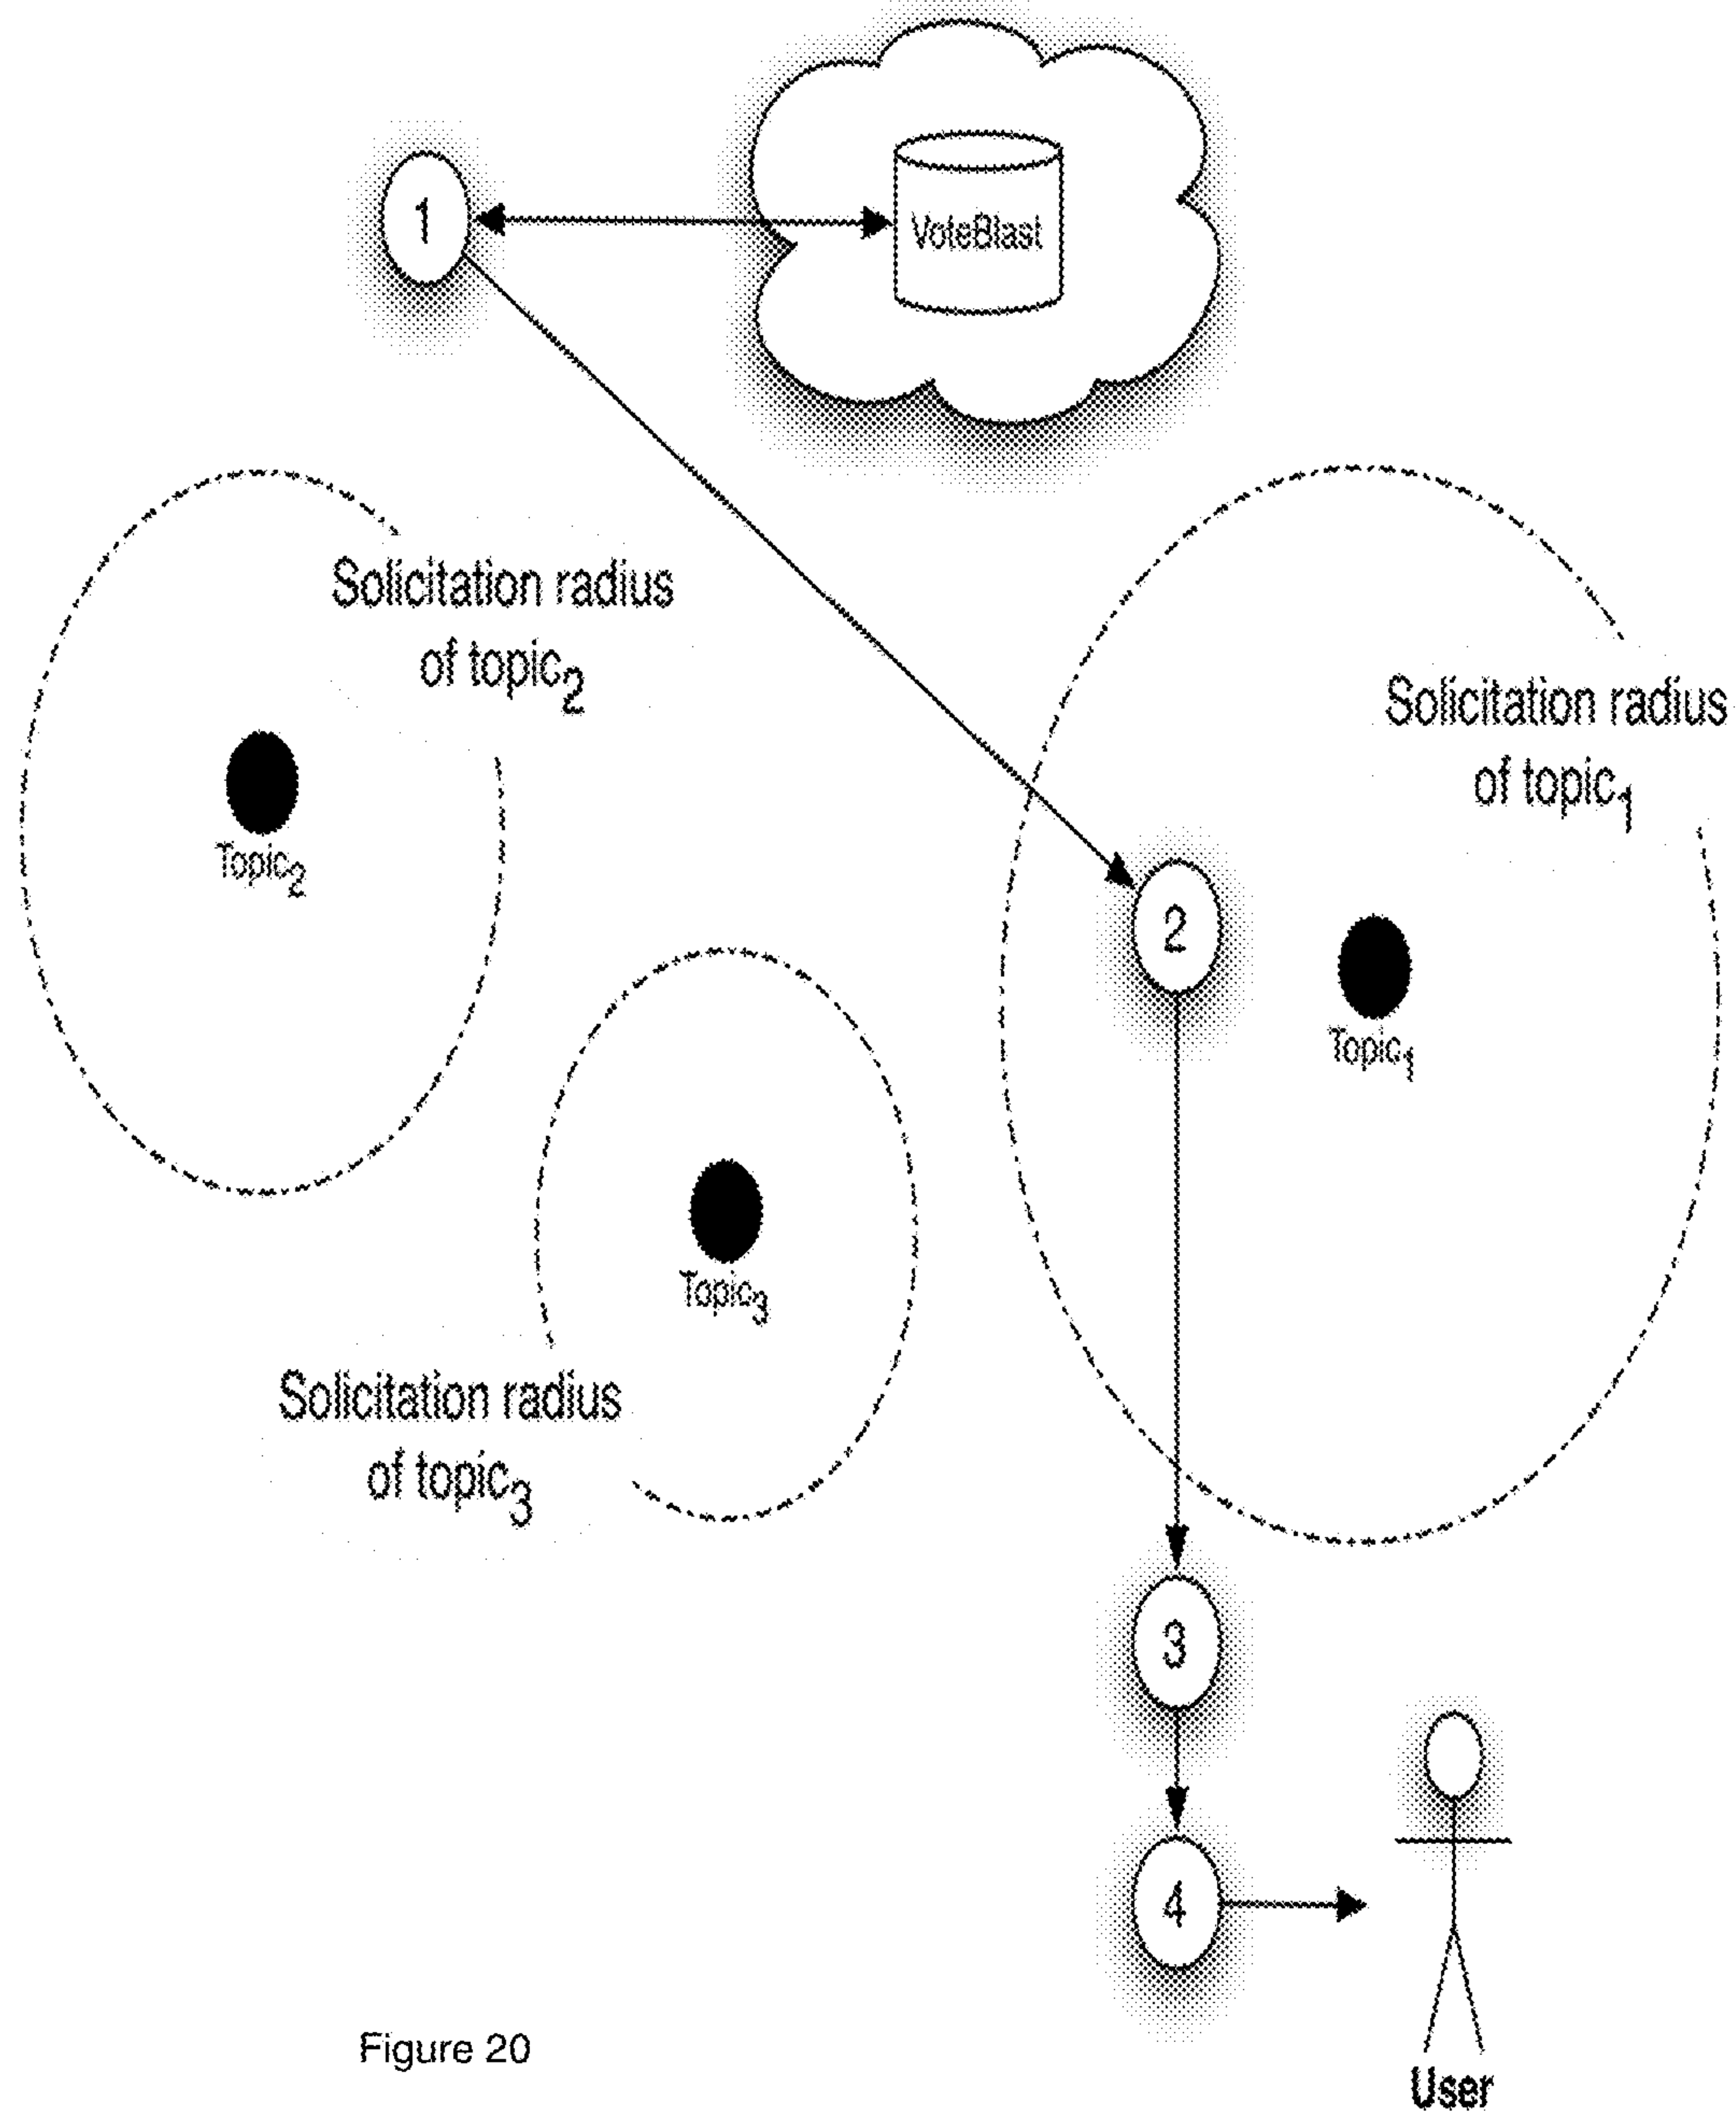 1
VoteBlast
Solicitation radius
of topic₂
Solicitation radius
of topic₁
Topic₂
2
Topic₁
Topic₃
Solicitation radius
of topic₃
3
4
Figure 20
User